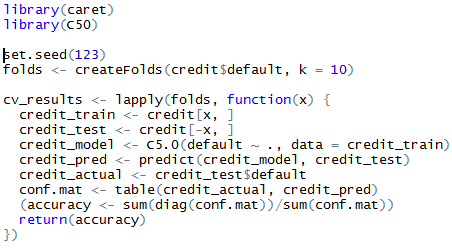 library(caret)
library(C50)
set.seed(123)
folds <- createFolds(credit$default, k = 10)
cv_results <- lapply(folds, function(x) {
  credit_train <- credit[x, ]
  credit_test <- credit[-x, ]
  credit_model <- C5.0(default ~ ., data = credit_train)
  credit_pred <- predict(credit_model, credit_test)
  credit_actual <- credit_test$default
  conf.mat <- table(credit_actual, credit_pred)
  (accuracy <- sum(diag(conf.mat))/sum(conf.mat))
  return(accuracy)
})